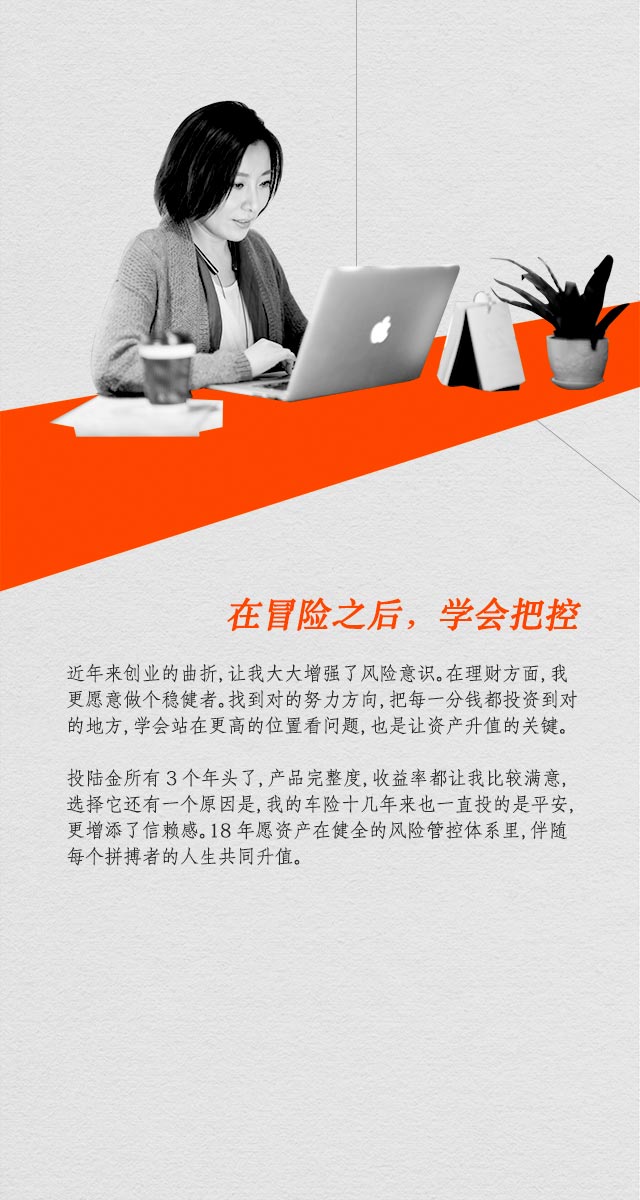 在冒险之后，学会把控
近年来创业的曲折，让我大大增强了风险意识。在理财方面，我
更愿意做个稳健者。找到对的努力方向，把每一分钱都投资到对
的地方，学会站在更高的位置看问题，也是让资产升值的关键。
投陆金所有 3 个年头了，产品完整度，收益率都让我比较满意，
选择它还有一个原因是，我的车险十几年来也一直投的是平安，
更增添了信赖感。18 年愿资产在健全的风险管控体系里，伴随
每个拼搏者的人生共同升值。